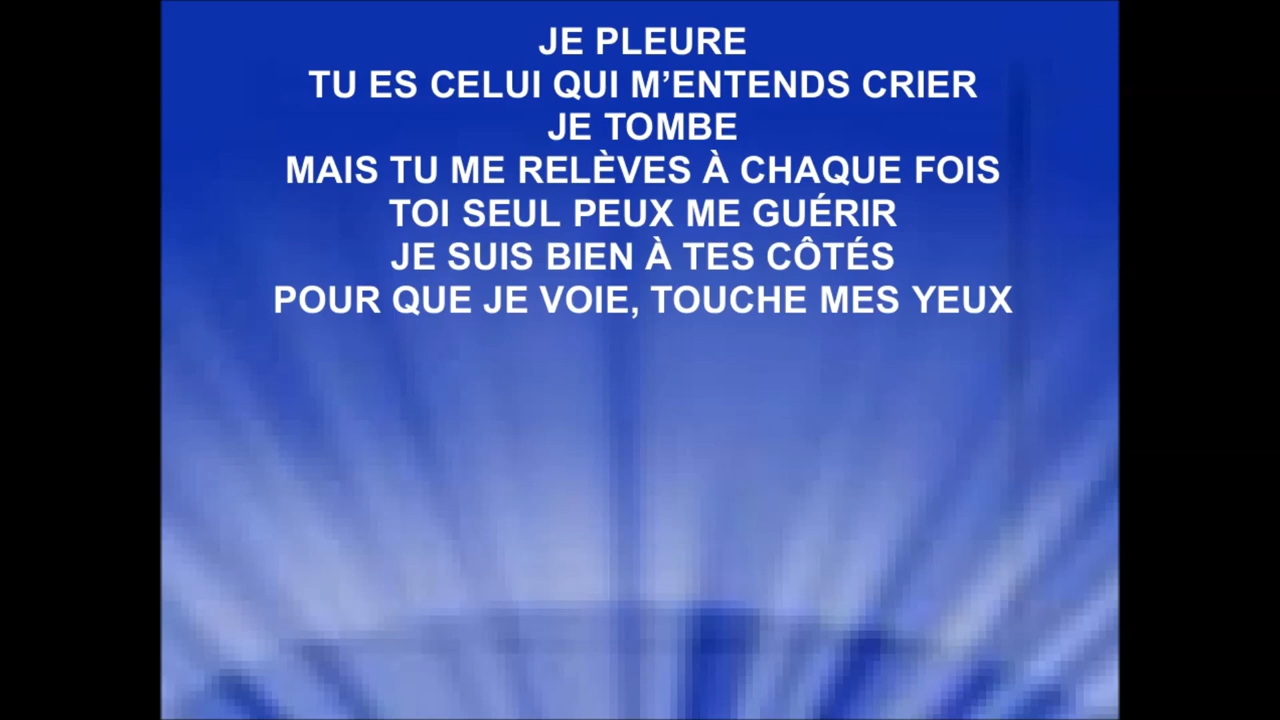 JE PLEURE
TU ES CELUI QUI M’ENTENDS CRIER
JE TOMBE
MAIS TU ME RELÈVES À CHAQUE FOIS
TOI SEUL PEUX ME GUÉRIR
JE SUIS BIEN À TES CÔTÉS
POUR QUE JE VOIE, TOUCHE MES YEUX